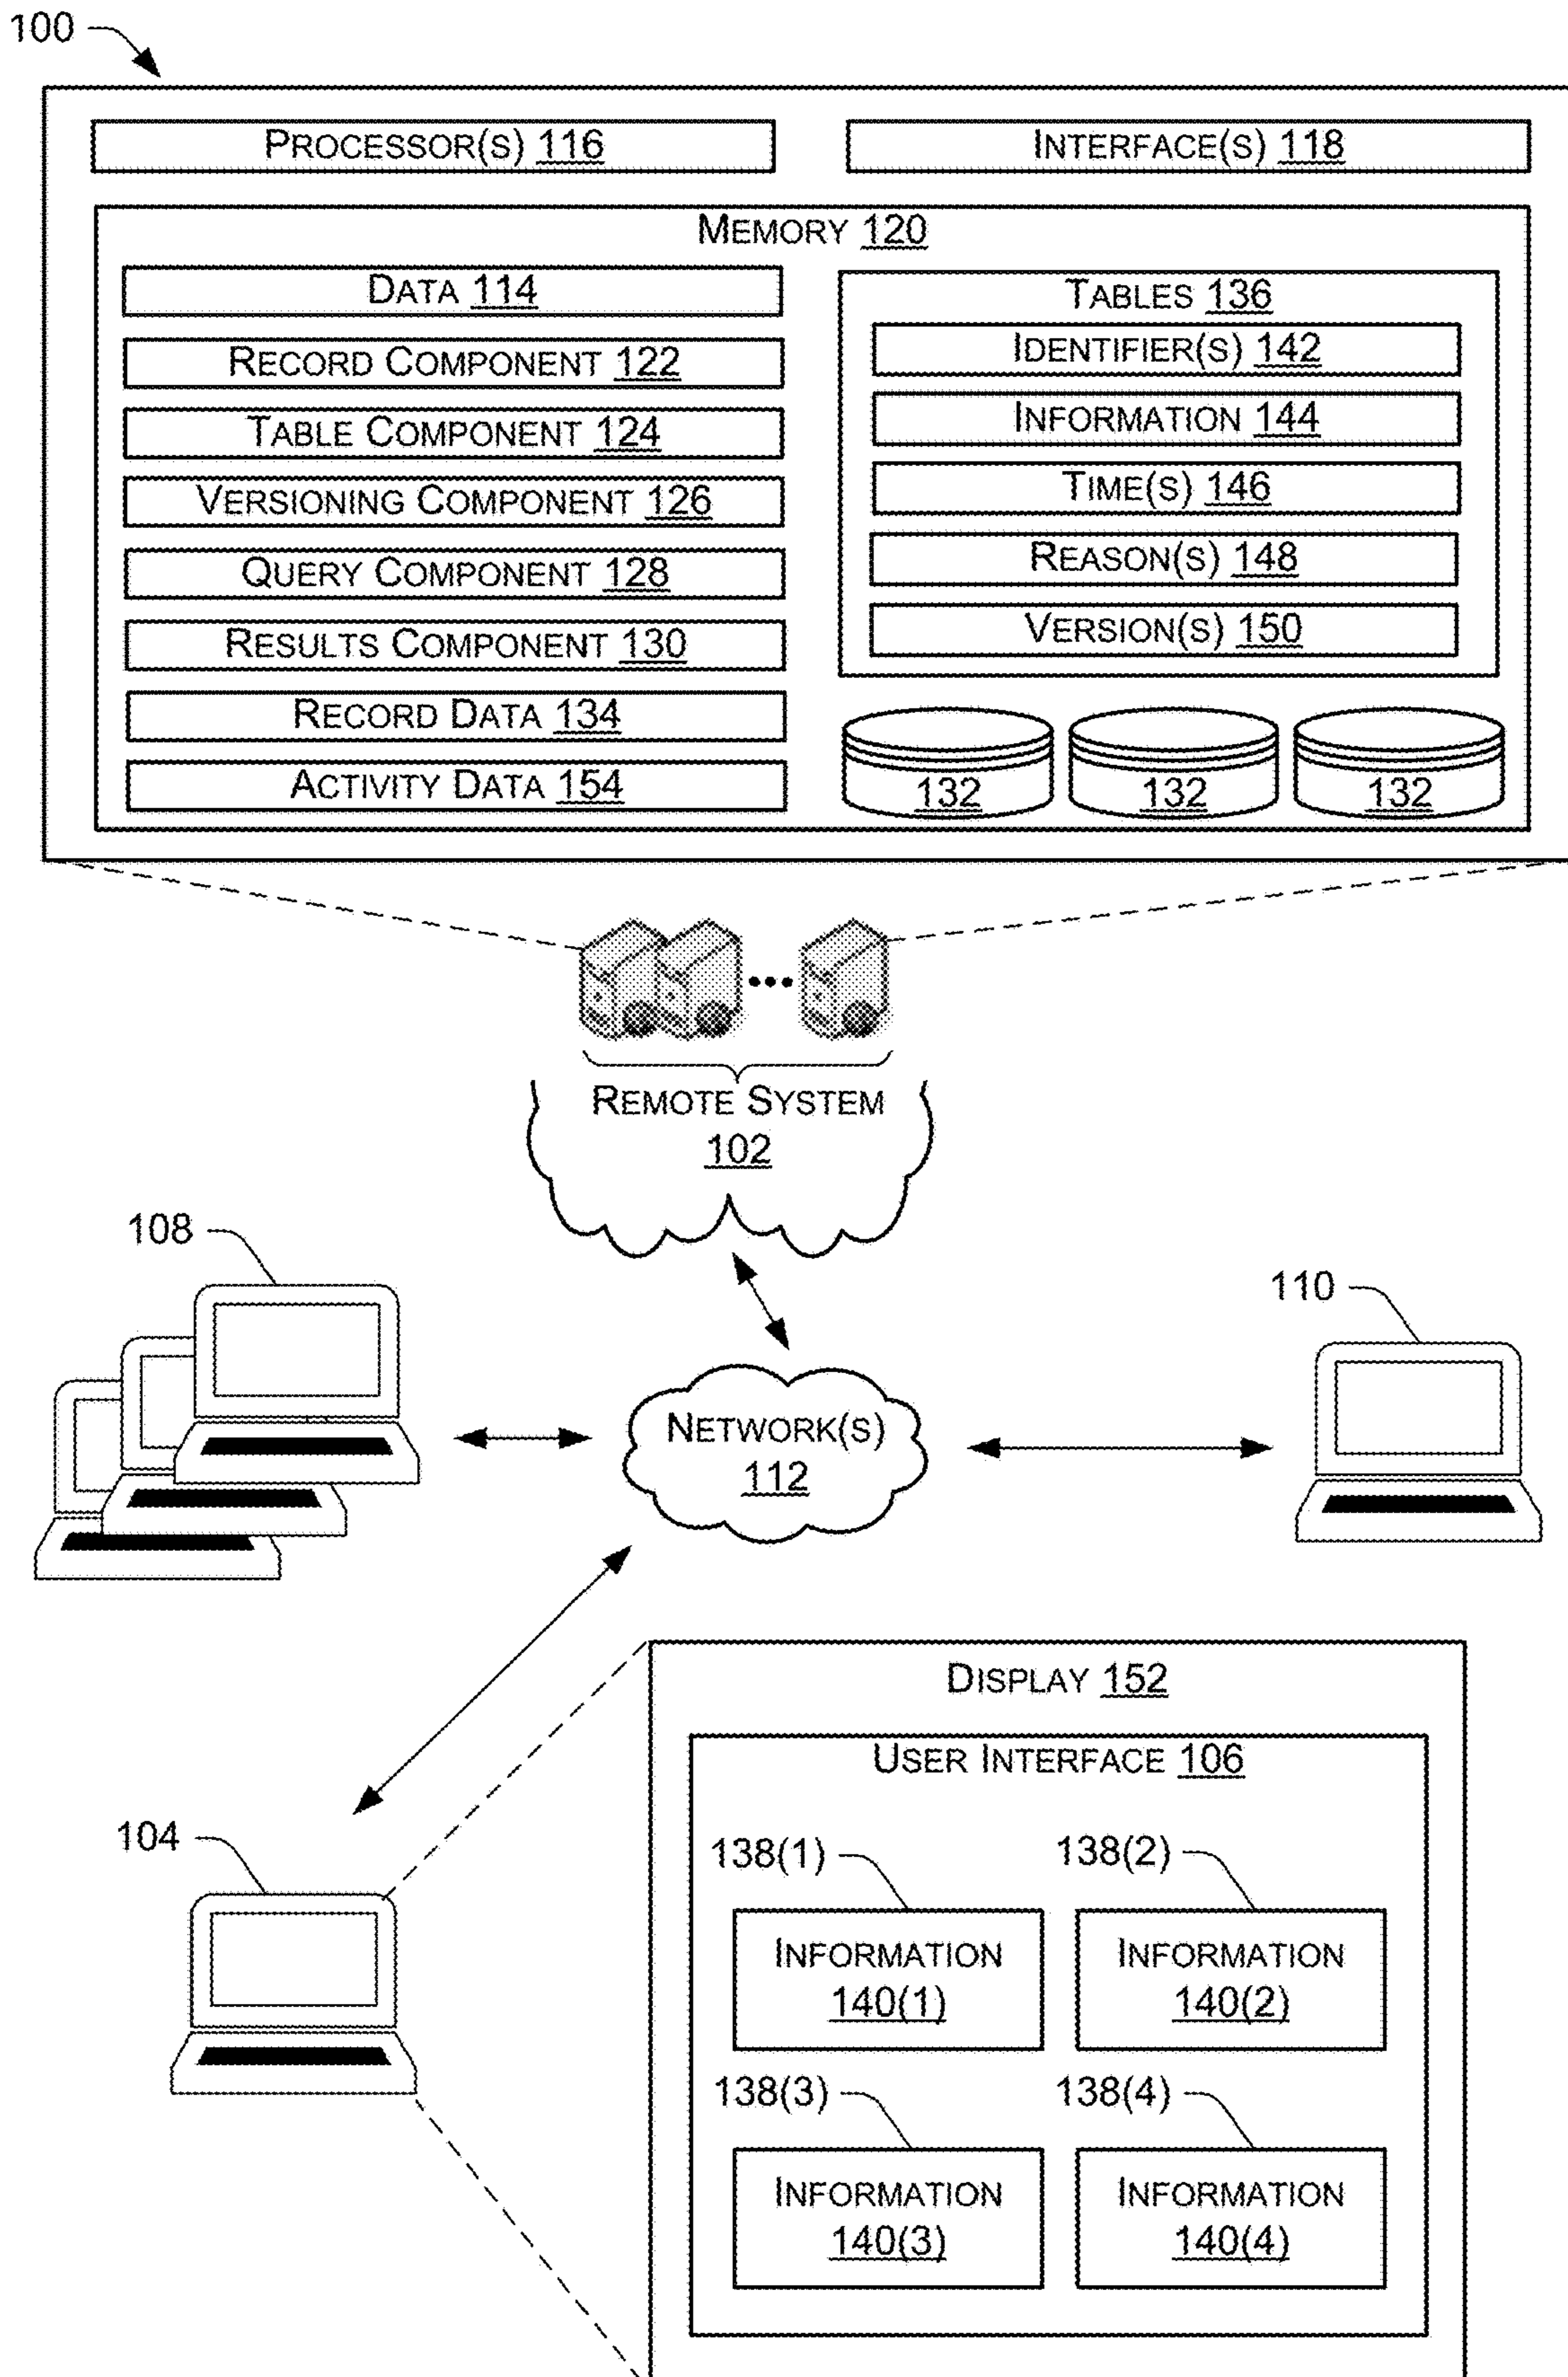 100
PROCESSOR(S) 116
INTERFACE(S) 118
MEMORY 120
DATA 114
RECORD COMPONENT 122
TABLE COMPONENT 124
VERSIONING COMPONENT 126
QUERY COMPONENT 128
RESULTS COMPONENT 130
RECORD DATA 134
ACTIVITY DATA 154
TABLES 136
IDENTIFIER(S) 142
INFORMATION 144
TIME(S) 146
REASON(S) 148
VERSION(S) 150
132
132
132
REMOTE SYSTEM
102
108
110
NETWORK(S)
112
104
DISPLAY 152
USER INTERFACE 106
138(1)
138(2)
INFORMATION
140(1)
INFORMATION
140(2)
138(3)
138(4)
INFORMATION
140(3)
INFORMATION
140(4)